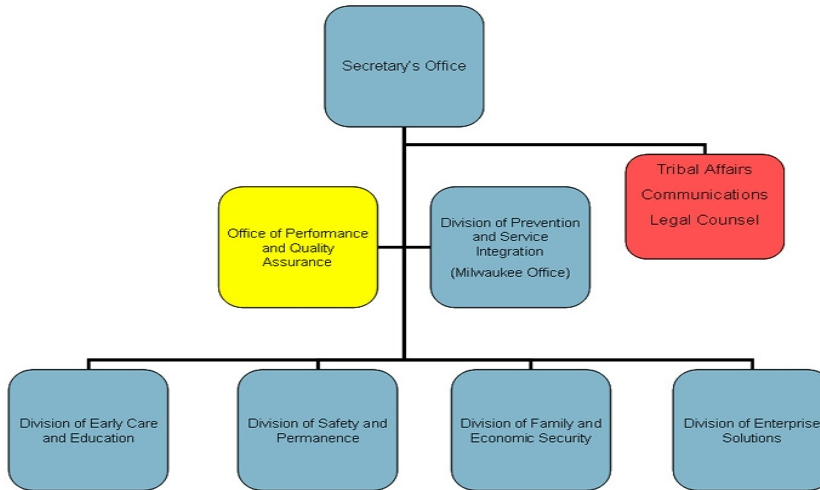 Secretary's Office
Tribal Affairs
Communications
Legal Counsel
Office of Performance
and Quality
Assurance
Division of Prevention
and Service
Integration
(Milwaukee Office)
Division of Early Care
and Education
Division of Safety and
Permanence
Division of Family and
Economic Security
Division of Enterprise
Solutions